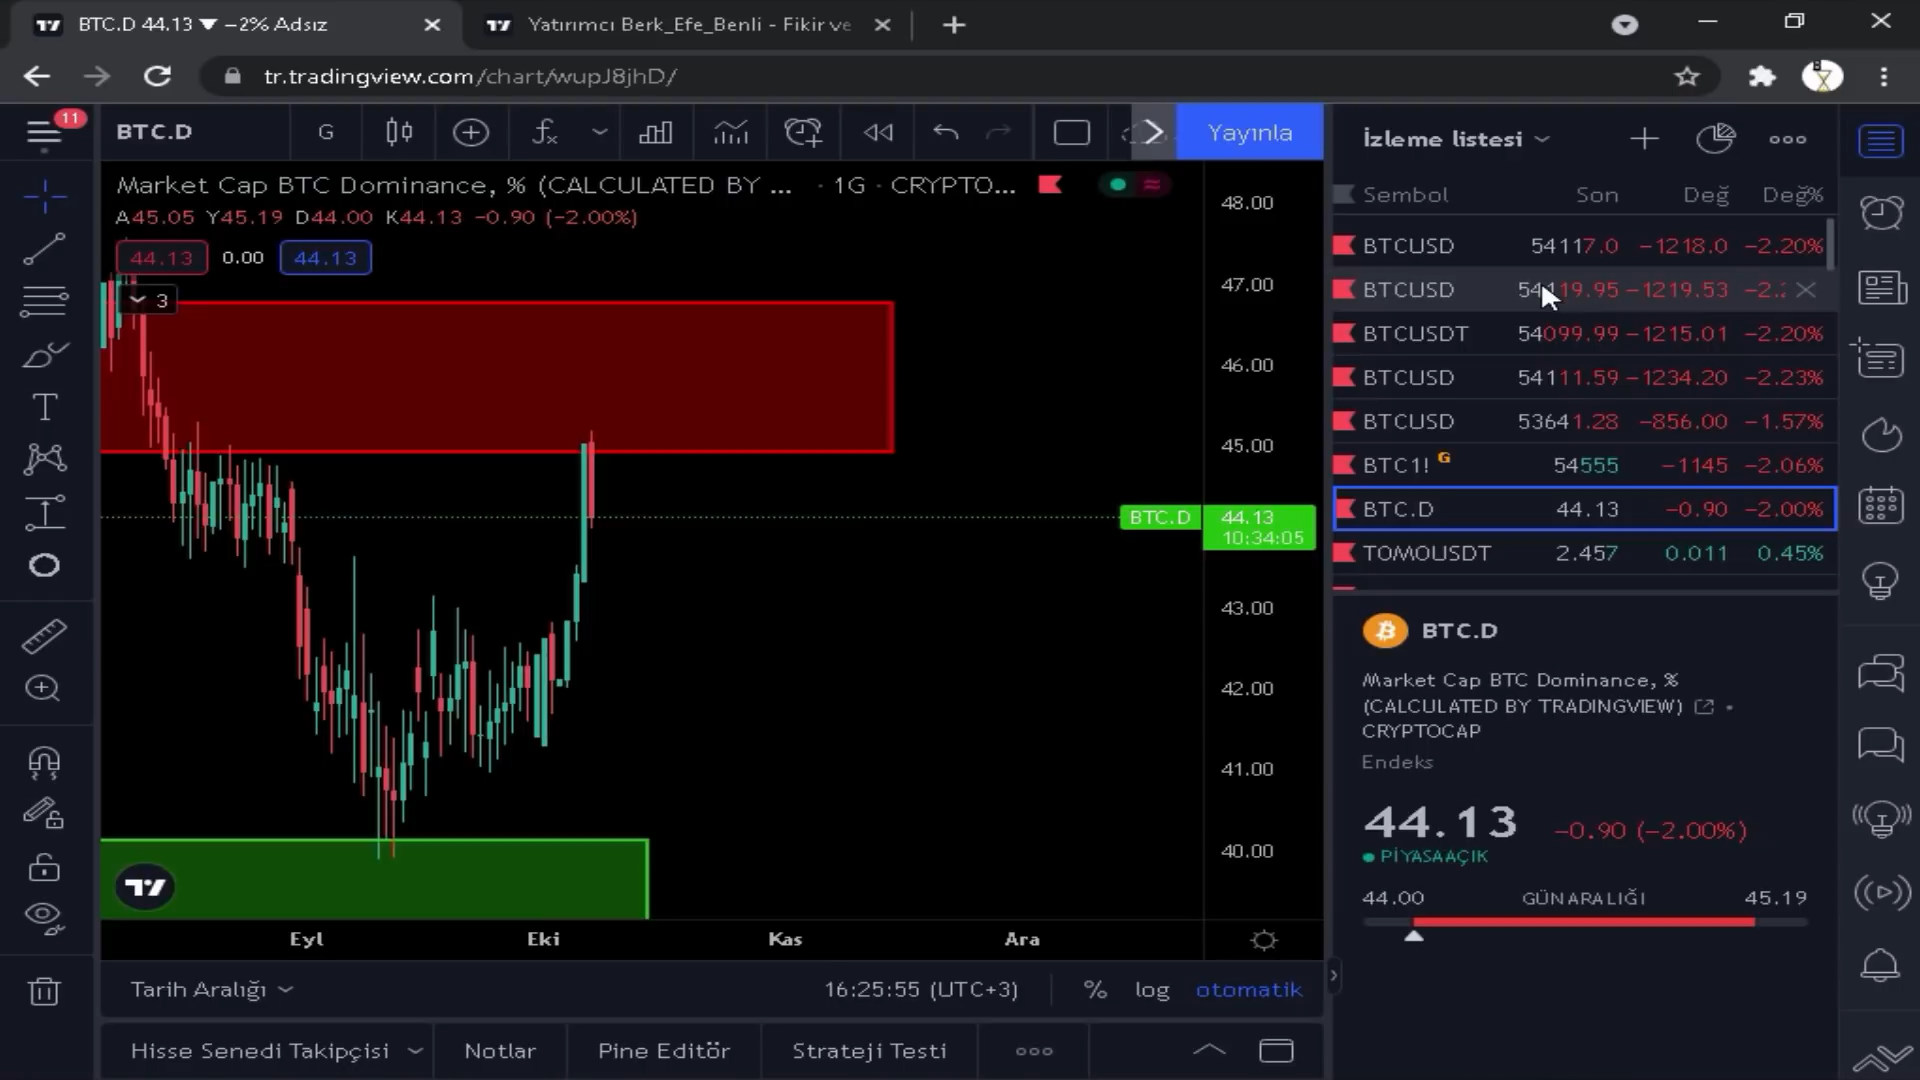 BTC.D 44.13 ▼ −2% Adsız
Yatırımcı Berk_Efe_Benli - Fikir ve
tr.tradingview.com/chart/wupJ8jhD/
11
BTC.D
G
Yayınla
Market Cap BTC Dominance, % (CALCULATED BY ... · 1G · CRYPTO...
A45.05 Y45.19 D44.00 K44.13 −0.90 (−2.00%)
44.13 0.00 44.13
3
48.00
47.00
46.00
45.00
BTC.D 44.13
10:34:05
43.00
42.00
41.00
40.00
Eyl Eki Kas Ara
Tarih Aralığı
16:25:55 (UTC+3)
% log otomatik
Hisse Senedi Takipçisi
Notlar
Pine Editör
Strateji Testi
İzleme listesi
Sembol Son Değ Değ%
BTCUSD 54117.0 −1218.0 −2.20%
BTCUSD 54119.95 −1219.53 −2.2
BTCUSDT 54099.99 −1215.01 −2.20%
BTCUSD 54111.59 −1234.20 −2.23%
BTCUSD 53641.28 −856.00 −1.57%
BTC1! G 54555 −1145 −2.06%
BTC.D 44.13 −0.90 −2.00%
TOMOUSDT 2.457 0.011 0.45%
BTC.D
Market Cap BTC Dominance, %
(CALCULATED BY TRADINGVIEW)
CRYPTOCAP
Endeks
44.13 −0.90 (−2.00%)
PİYASA AÇIK
44.00 GÜN ARALIĞI 45.19